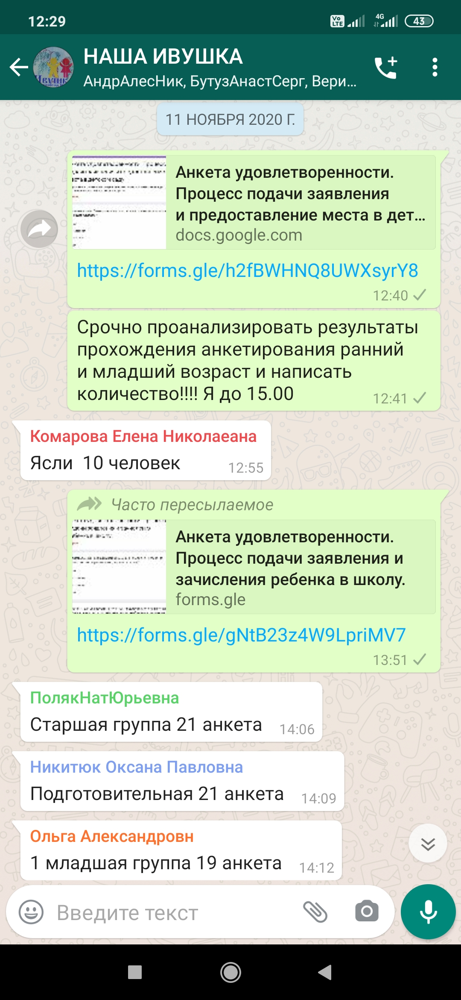 12:29
Vo LTE
4G
43
НАША ИВУШКА
АндрАлесНик, БутузАнастСерг, Вери...
11 НОЯБРЯ 2020 Г.
Анкета удовлетворенности.
Процесс подачи заявления
и предоставление места в дет...
docs.google.com
https://forms.gle/h2fBWHNQ8UWXsyrY8
12:40
Срочно проанализировать результаты
прохождения анкетирования ранний
и младший возраст и написать
количество!!!! Я до 15.00
12:41
Комарова Елена Николаеана
Ясли  10 человек
12:55
Часто пересылаемое
Анкета удовлетворенности.
Процесс подачи заявления и
зачисления ребенка в школу.
forms.gle
https://forms.gle/gNtB23z4W9LpriMV7
13:51
ПолякНатЮрьевна
Старшая группа 21 анкета
14:06
Никитюк Оксана Павловна
Подготовительная 21 анкета
14:09
Ольга Александровн
1 младшая группа 19 анкета
14:12
Введите текст